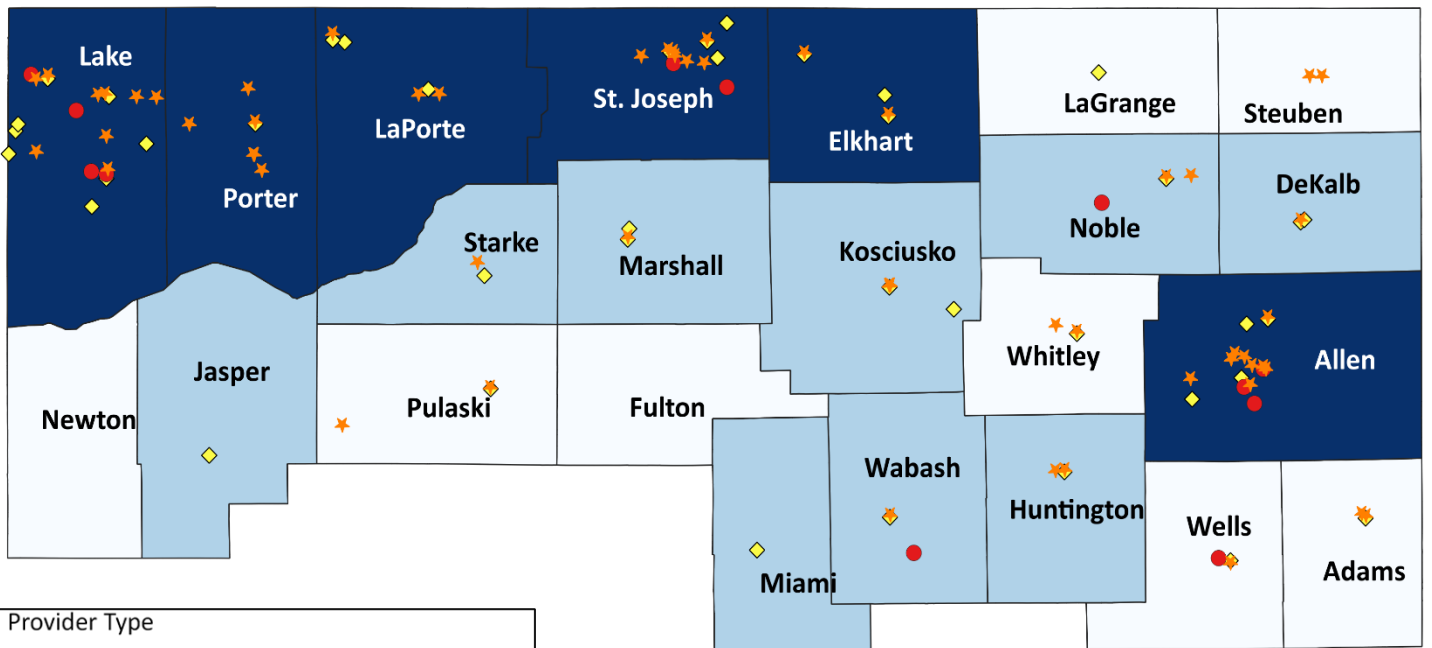 Lake
Porter
LaPorte
St. Joseph
Elkhart
LaGrange
Steuben
Noble
DeKalb
Starke
Marshall
Kosciusko
Whitley
Allen
Jasper
Newton
Pulaski
Fulton
Wabash
Huntington
Wells
Adams
Miami
Provider Type